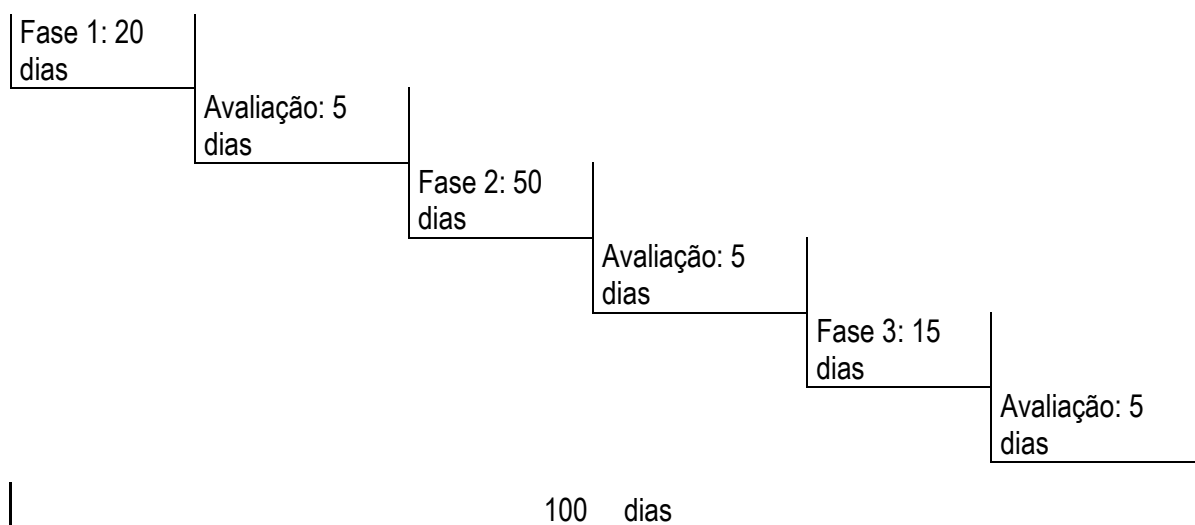 Fase 1: 20
dias
Avaliação: 5
dias
Fase 2: 50
dias
Avaliação: 5
dias
Fase 3: 15
dias
Avaliação: 5
dias
100 dias